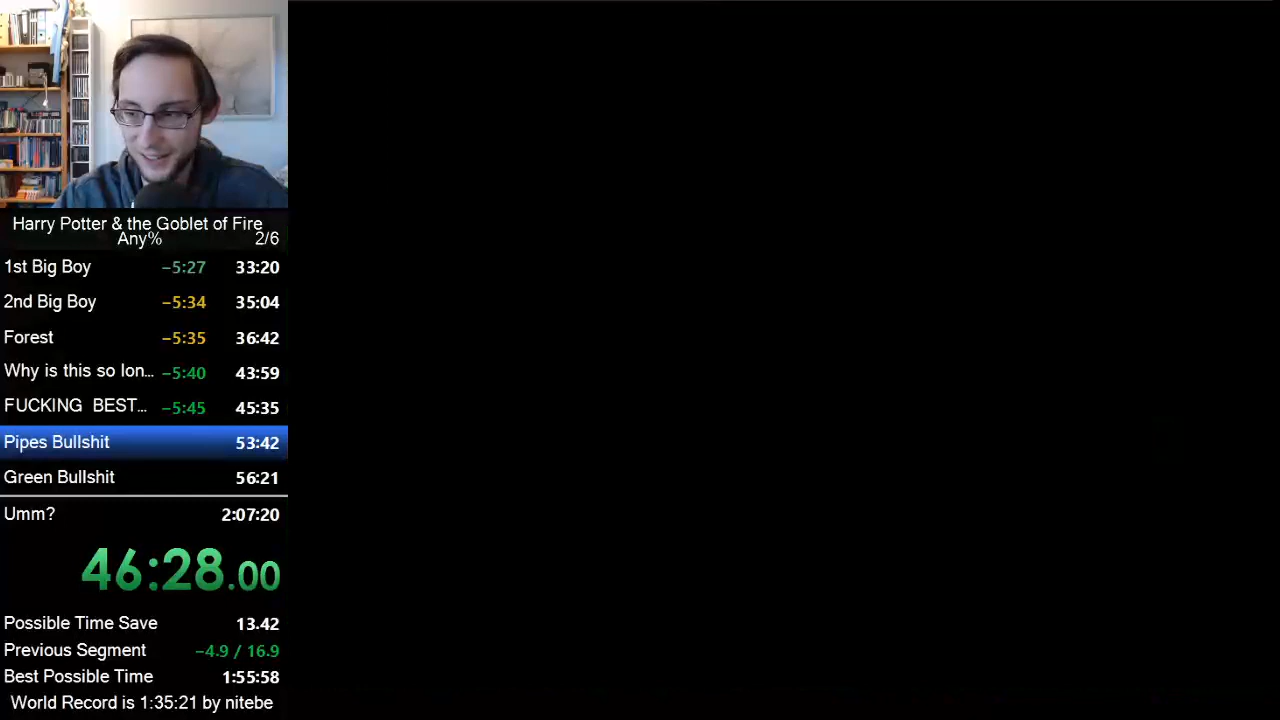 Harry Potter & the Goblet of Fire
Any% 2/6
1st Big Boy −5:27 33:20
2nd Big Boy −5:34 35:04
Forest −5:35 36:42
Why is this so lon... −5:40 43:59
FUCKING BEST... −5:45 45:35
Pipes Bullshit 53:42
Green Bullshit 56:21
Umm? 2:07:20
46:28.00
Possible Time Save 13.42
Previous Segment −4.9 / 16.9
Best Possible Time 1:55:58
World Record is 1:35:21 by nitebe